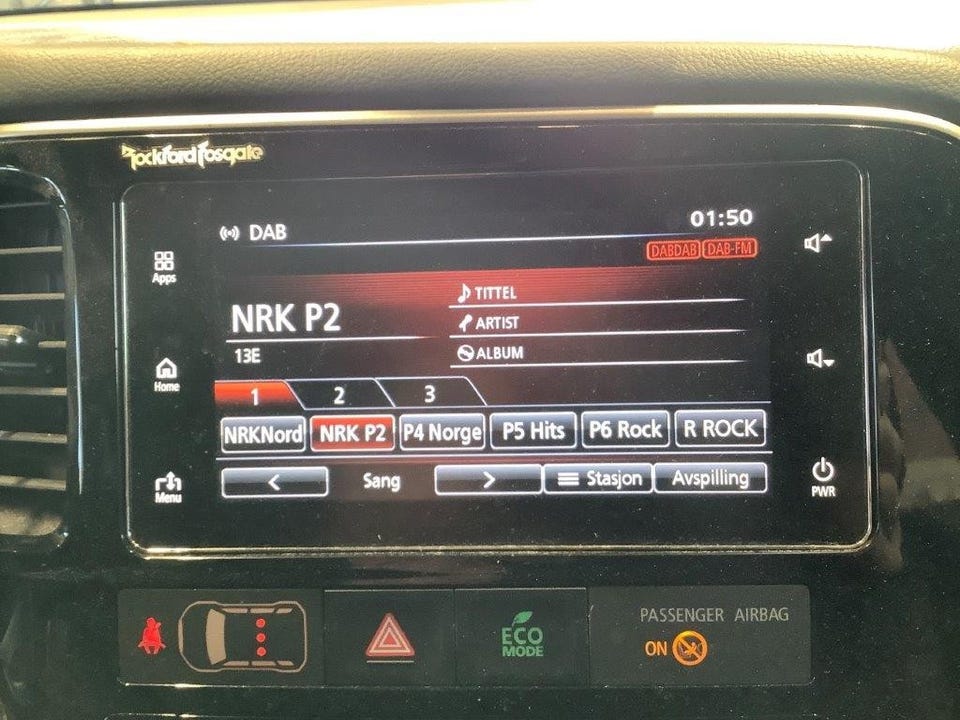 Rockford Fosgate
DAB
01:50
DABDAB DAB-FM
Apps
TITTEL
NRK P2
ARTIST
13E
ALBUM
Home
1 2 3
NRKNord NRK P2 P4 Norge P5 Hits P6 Rock R ROCK
< Sang > Stasjon Avspilling
Menu
PWR
PASSENGER AIRBAG
ECO
MODE
ON